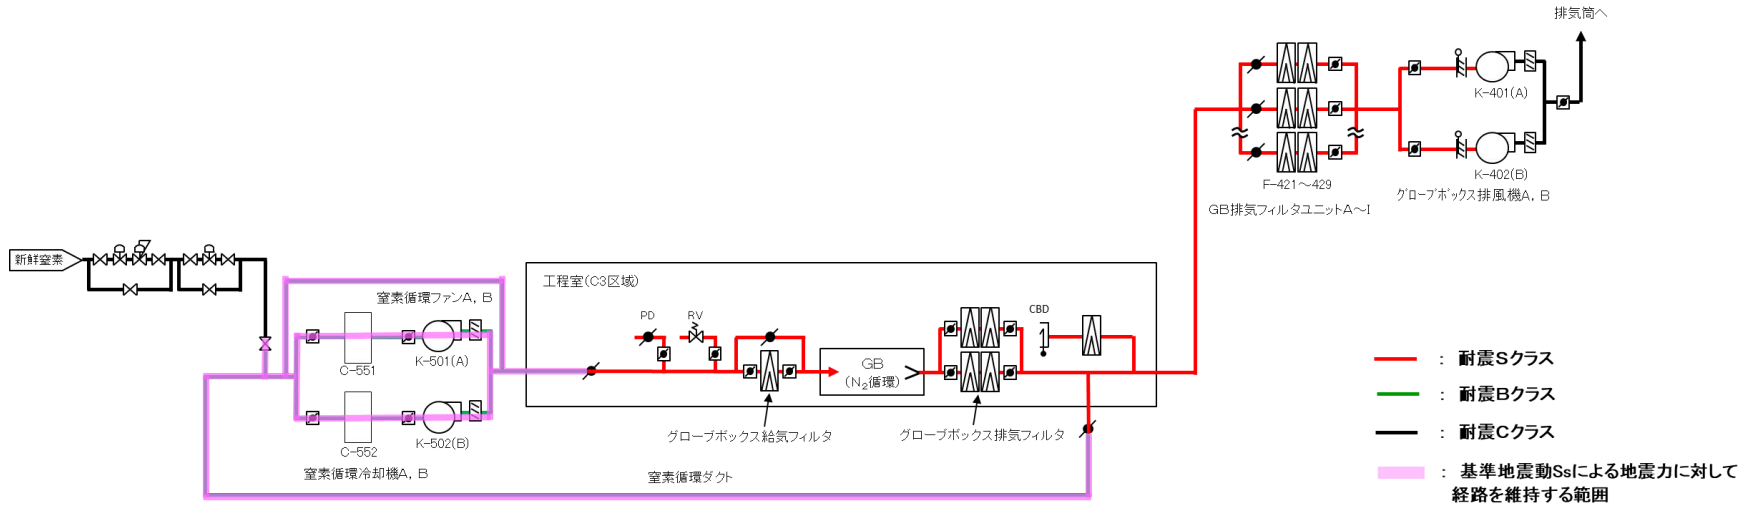 排気筒へ
K-401(A)
K-402(B)
F-421～429
グローブボックス排風機A, B
GB排気フィルタユニットA～I
新鮮窒素
工程室(C3区域)
窒素循環ファンA, B
PD
RV
CBD
K-501(A)
C-551
GB
(N₂循環)
K-502(B)
C-552
グローブボックス給気フィルタ
グローブボックス排気フィルタ
窒素循環冷却機A, B
窒素循環ダクト
： 耐震Sクラス
： 耐震Bクラス
： 耐震Cクラス
： 基準地震動Ssによる地震力に対して
経路を維持する範囲